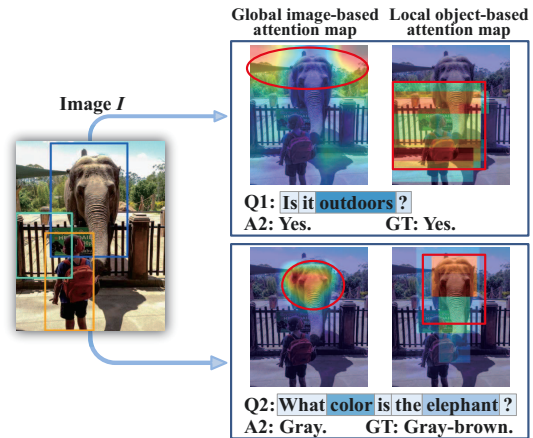 Global image-based
attention map
Local object-based
attention map
Image I
Q1: Is it outdoors ?
A2: Yes. GT: Yes.
Q2: What color is the elephant ?
A2: Gray. GT: Gray-brown.